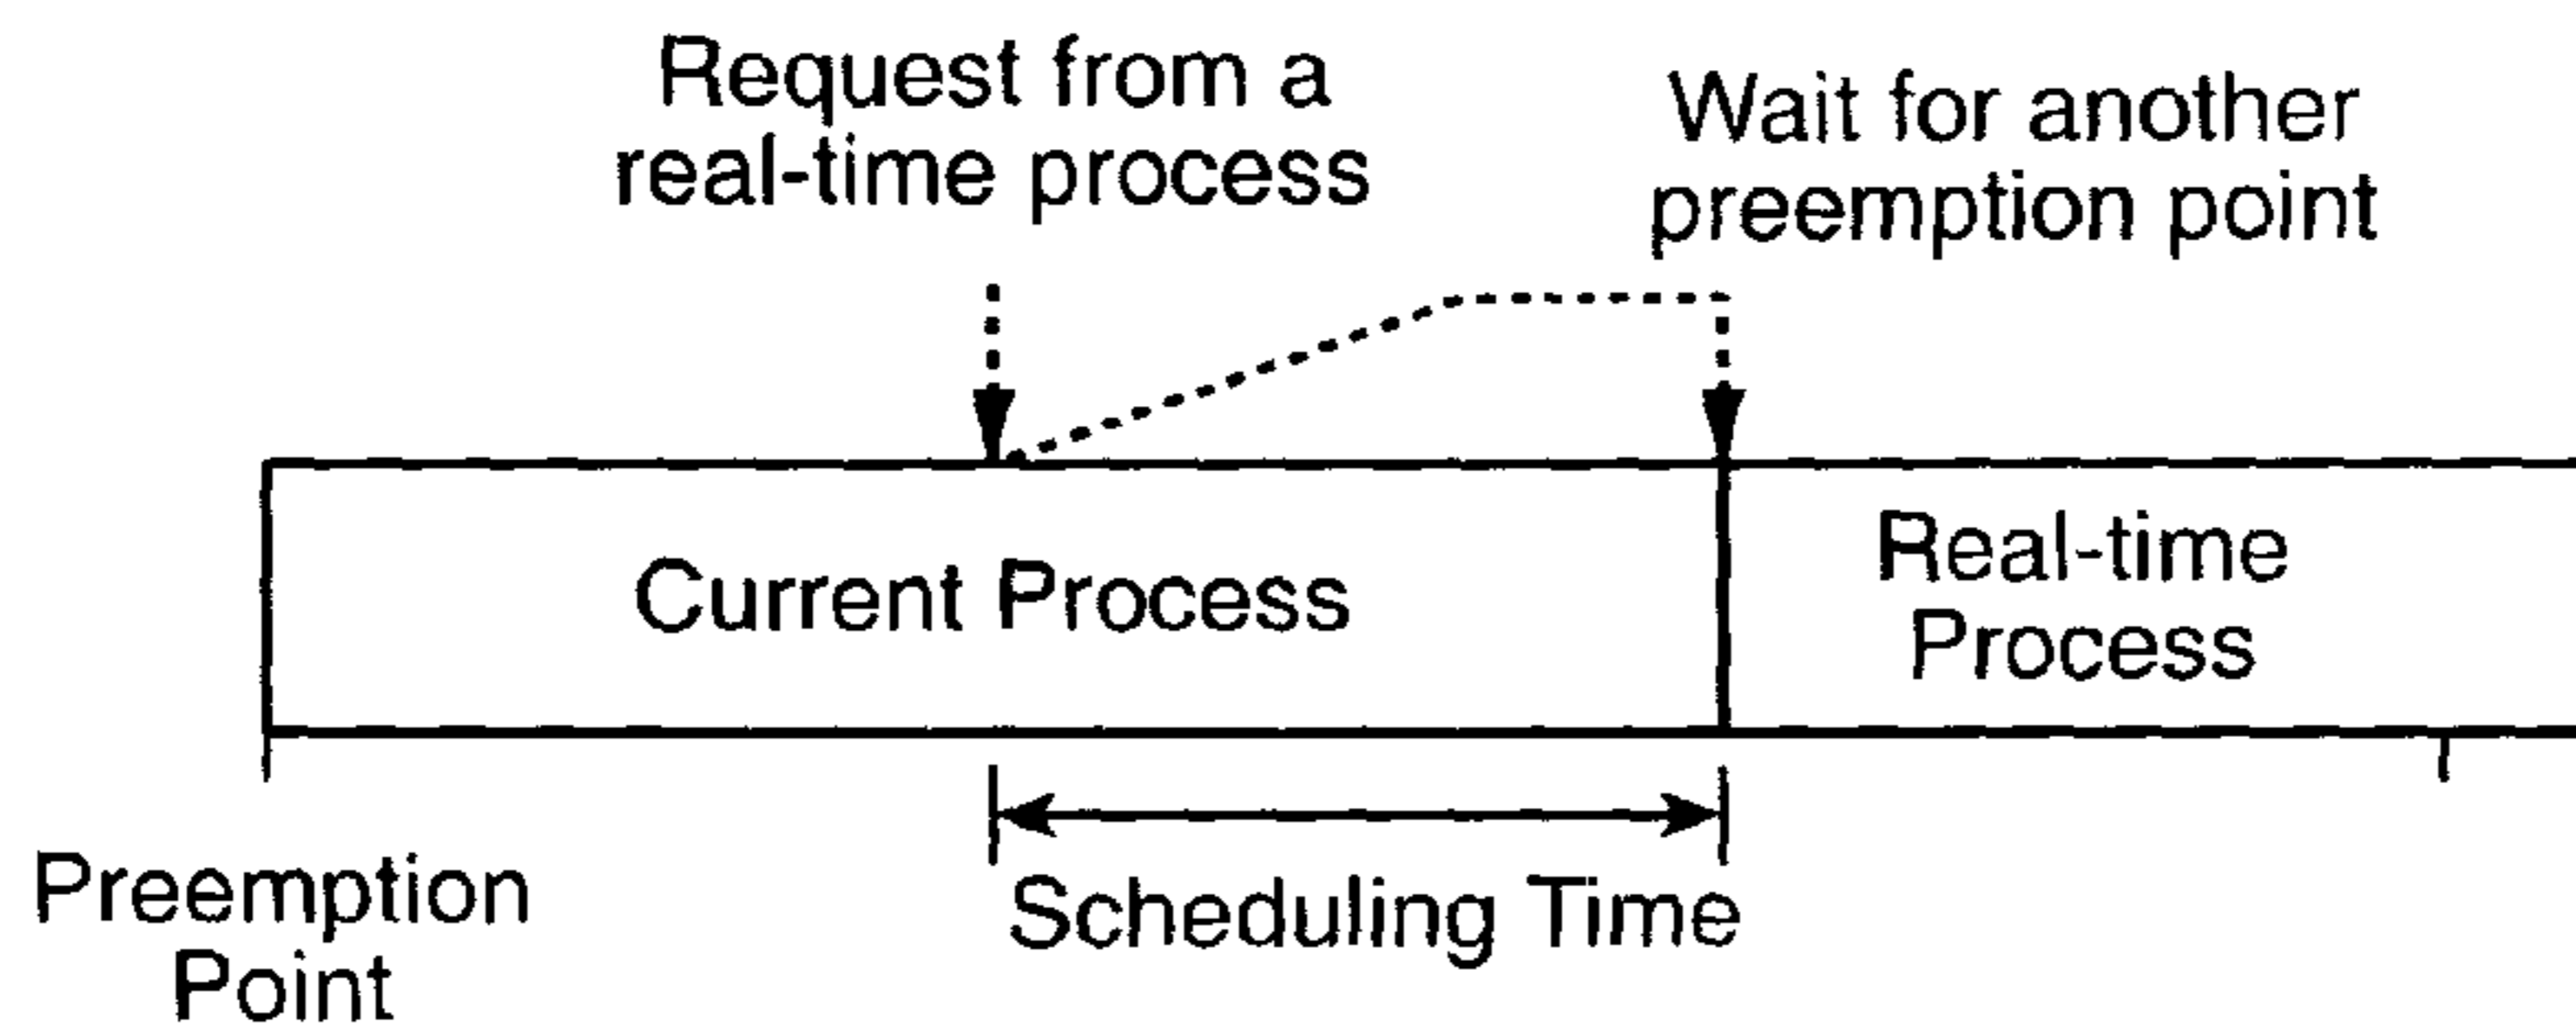 Request from a
real-time process
Wait for another
preemption point
Current Process
Real-time
Process
Scheduling Time
Preemption
Point